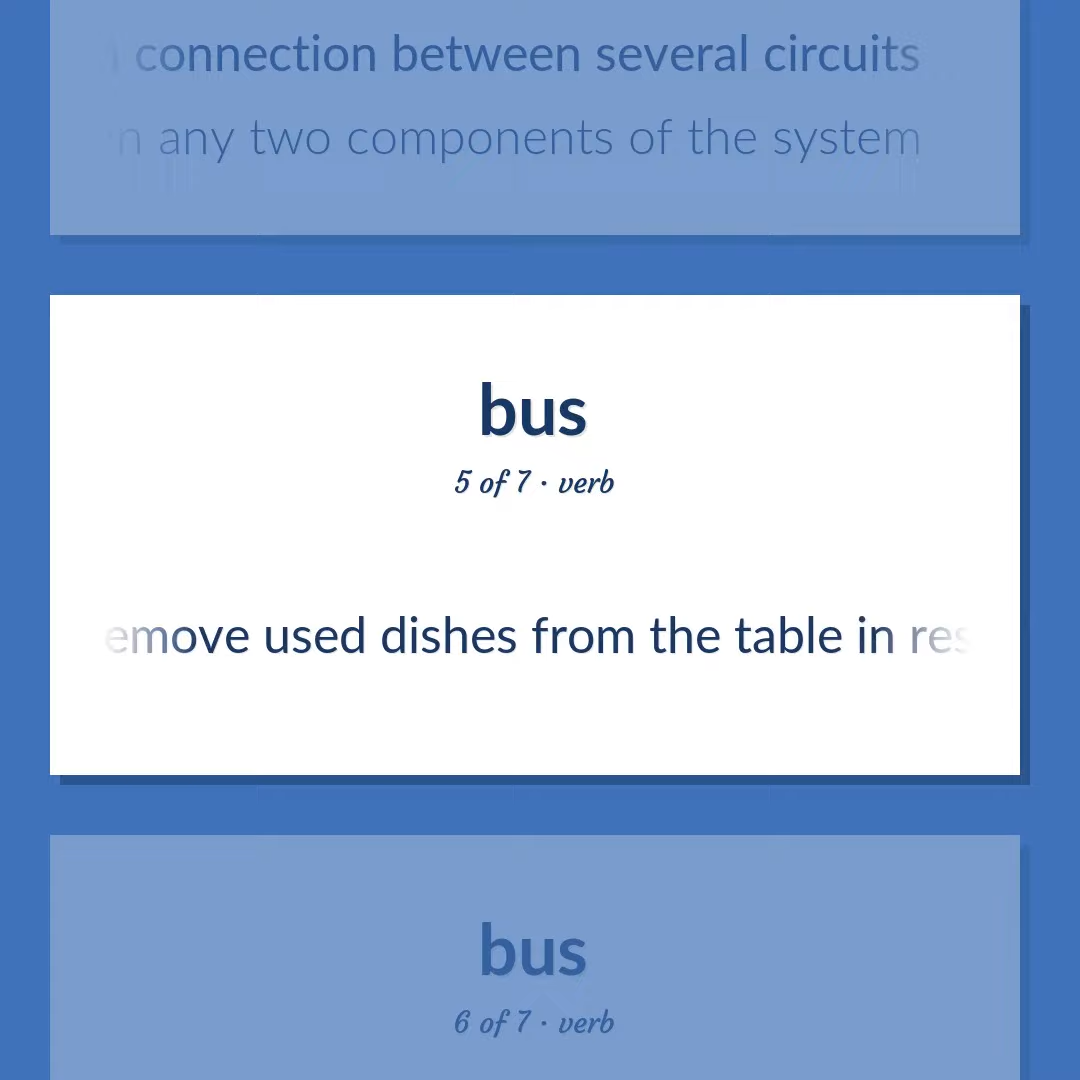 connection between several circuits
any two components of the system
bus
5 of 7 · verb
emove used dishes from the table in res
bus
6 of 7 · verb